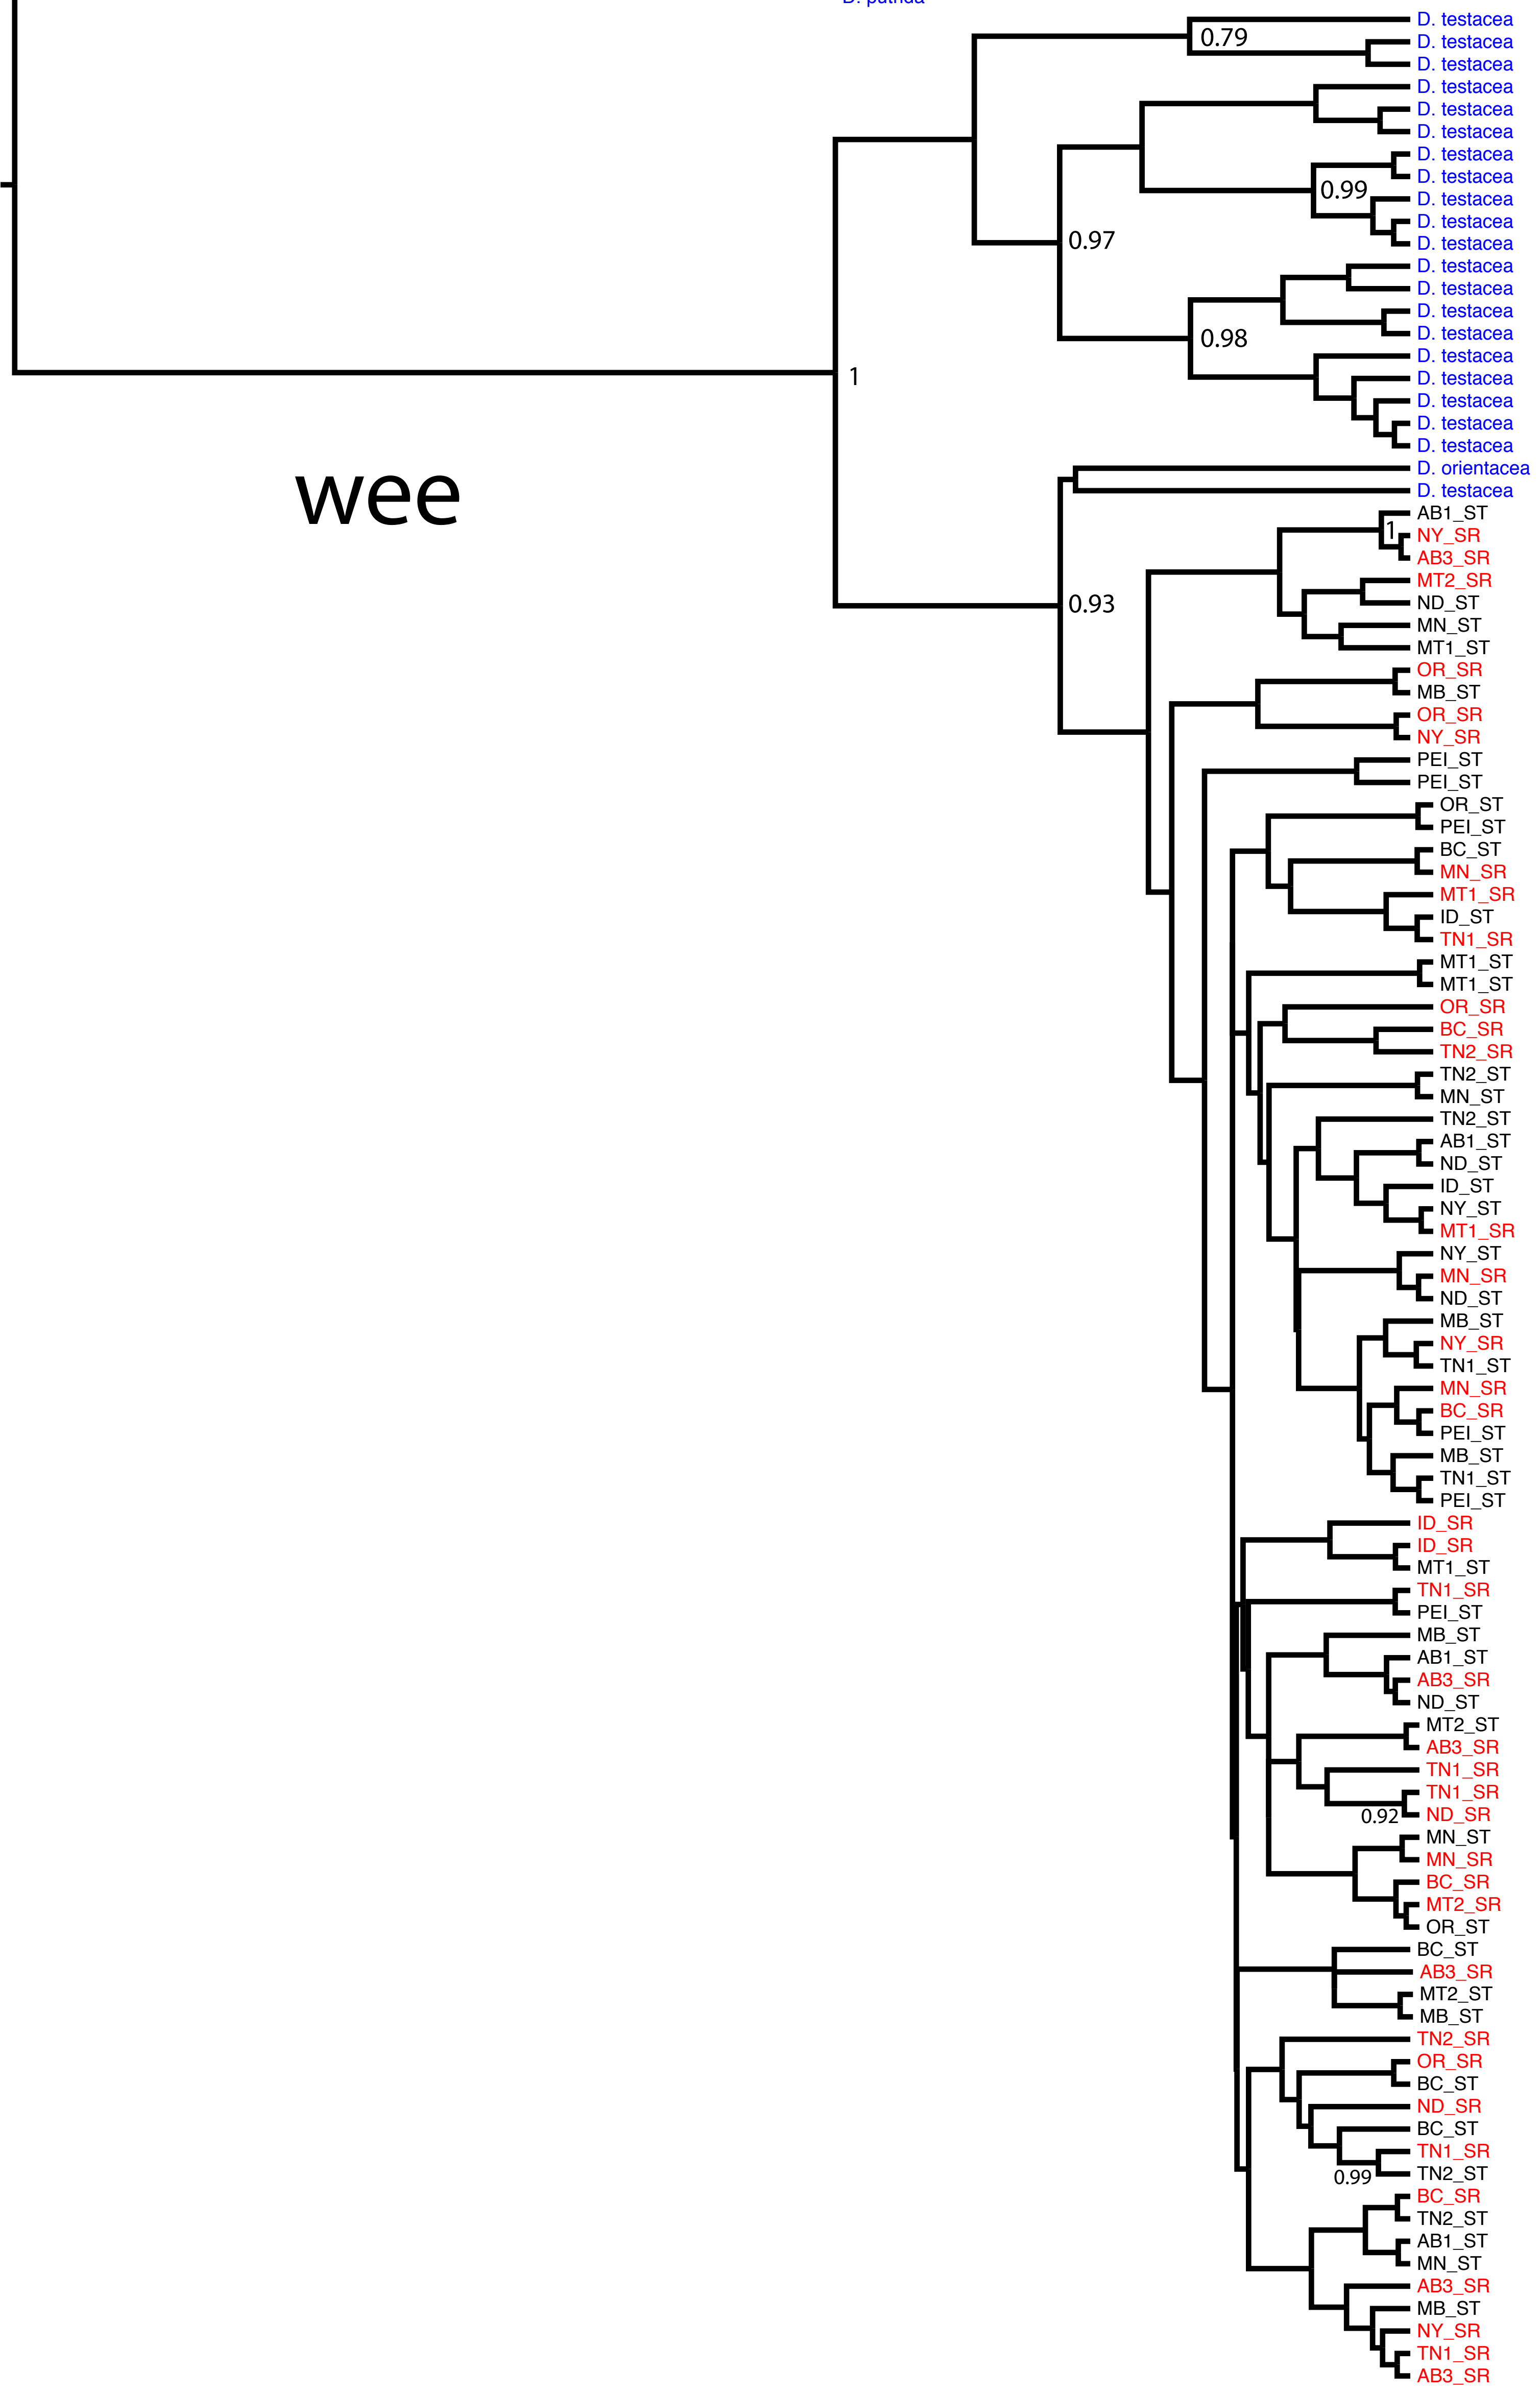 D. putrida
D. testacea
0.79
D. testacea
D. testacea
D. testacea
D. testacea
D. testacea
D. testacea
D. testacea
0.99
D. testacea
D. testacea
D. testacea
0.97
D. testacea
D. testacea
D. testacea
D. testacea
0.98
D. testacea
D. testacea
1
D. testacea
D. testacea
D. testacea
D. orientacea
wee
D. testacea
AB1_ST
1
NY_SR
AB3_SR
MT2_SR
ND_ST
0.93
MN_ST
MT1_ST
OR_SR
MB_ST
OR_SR
NY_SR
PEI_ST
PEI_ST
OR_ST
PEI_ST
BC_ST
MN_SR
MT1_SR
ID_ST
TN1_SR
MT1_ST
MT1_ST
OR_SR
BC_SR
TN2_SR
TN2_ST
MN_ST
TN2_ST
AB1_ST
ND_ST
ID_ST
NY_ST
MT1_SR
NY_ST
MN_SR
ND_ST
MB_ST
NY_SR
TN1_ST
MN_SR
BC_SR
PEI_ST
MB_ST
TN1_ST
PEI_ST
ID_SR
ID_SR
MT1_ST
TN1_SR
PEI_ST
MB_ST
AB1_ST
AB3_SR
ND_ST
MT2_ST
AB3_SR
TN1_SR
TN1_SR
0.92
ND_SR
MN_ST
MN_SR
BC_SR
MT2_SR
OR_ST
BC_ST
AB3_SR
MT2_ST
MB_ST
TN2_SR
OR_SR
BC_ST
ND_SR
BC_ST
TN1_SR
0.99
TN2_ST
BC_SR
TN2_ST
AB1_ST
MN_ST
AB3_SR
MB_ST
NY_SR
TN1_SR
AB3_SR